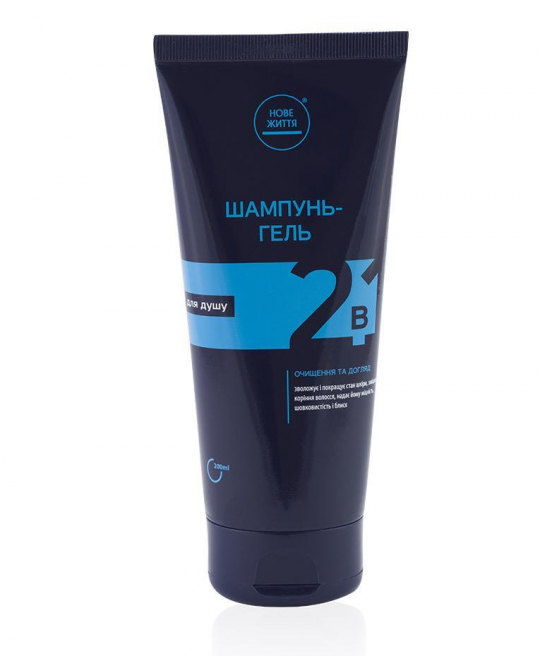 НОВЕ
ЖИТТЯ
®
ШАМПУНЬ-
ГЕЛЬ
2 В 1
для душу
ОЧИЩЕННЯ ТА ДОГЛЯД
зволожує і покращує стан шкіри,
коріння волосся, надає йому міцність,
шовковистість і блиск
200ml